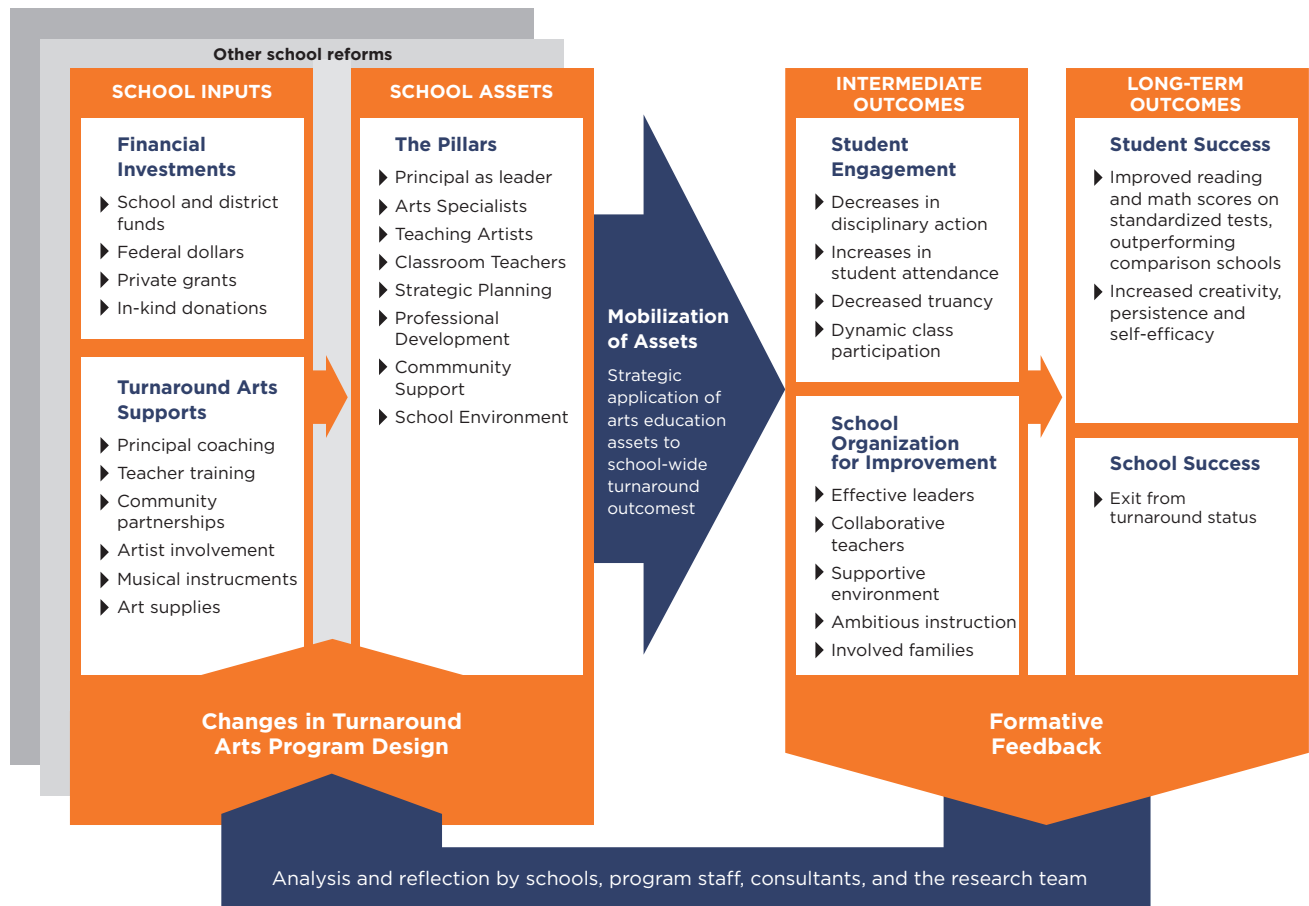 Other school reforms
SCHOOL INPUTS
Financial
Investments
School and district
funds
Federal dollars
Private grants
In-kind donations
Turnaround Arts
Supports
Principal coaching
Teacher training
Community
partnerships
Artist involvement
Musical instrucments
Art supplies
SCHOOL ASSETS
The Pillars
Principal as leader
Arts Specialists
Teaching Artists
Classroom Teachers
Strategic Planning
Professional
Development
Commmunity
Support
School Environment
Changes in Turnaround
Arts Program Design
Mobilization
of Assets
Strategic
application of
arts education
assets to
school-wide
turnaround
outcomest
INTERMEDIATE
OUTCOMES
Student
Engagement
Decreases in
disciplinary action
Increases in
student attendance
Decreased truancy
Dynamic class
participation
School
Organization
for Improvement
Effective leaders
Collaborative
teachers
Supportive
environment
Ambitious instruction
Involved families
LONG-TERM
OUTCOMES
Student Success
Improved reading
and math scores on
standardized tests,
outperforming
comparison schools
Increased creativity,
persistence and
self-efficacy
School Success
Exit from
turnaround status
Formative
Feedback
Analysis and reflection by schools, program staff, consultants, and the research team